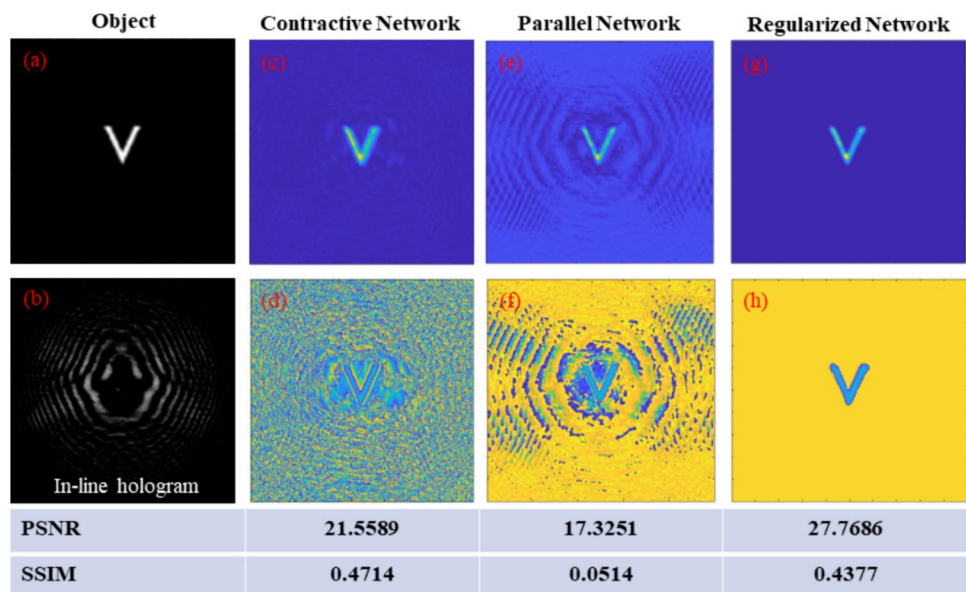 Object Contractive Network Parallel Network Regularized Network
(a) (c) (e) (g)
(b) (d) (f) (h)
In-line hologram
PSNR 21.5589 17.3251 27.7686
SSIM 0.4714 0.0514 0.4377